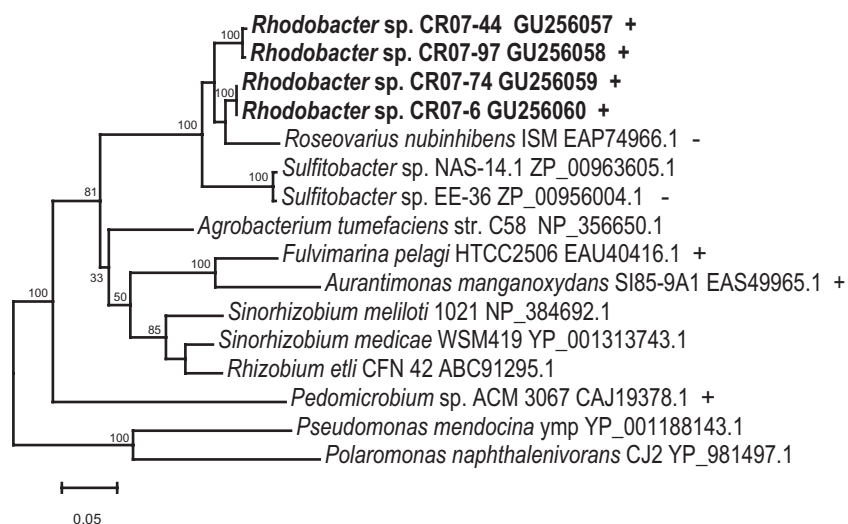 100
Rhodobacter sp. CR07-44 GU256057 +
Rhodobacter sp. CR07-97 GU256058 +
Rhodobacter sp. CR07-74 GU256059 +
100
Rhodobacter sp. CR07-6 GU256060 +
100
Roseovarius nubinhibens ISM EAP74966.1 -
Sulfitobacter sp. NAS-14.1 ZP_00963605.1
100
Sulfitobacter sp. EE-36 ZP_00956004.1 -
81
Agrobacterium tumefaciens str. C58 NP_356650.1
Fulvimarina pelagi HTCC2506 EAU40416.1 +
100
33
Aurantimonas manganoxydans SI85-9A1 EAS49965.1 +
100
50
Sinorhizobium meliloti 1021 NP_384692.1
85
Sinorhizobium medicae WSM419 YP_001313743.1
Rhizobium etli CFN 42 ABC91295.1
Pedomicrobium sp. ACM 3067 CAJ19378.1 +
Pseudomonas mendocina ymp YP_001188143.1
100
Polaromonas naphthalenivorans CJ2 YP_981497.1
0.05